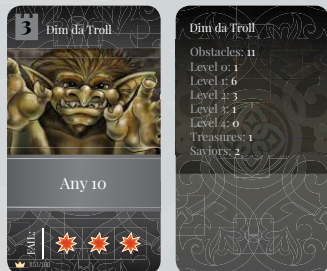 3
Dim da Troll
Any 10
FAIL:
Dim da Troll
Obstacles: 11
Level 0: 1
Level 1: 6
Level 2: 3
Level 3: 1
Level 4: 0
Treasures: 1
Saviors: 2